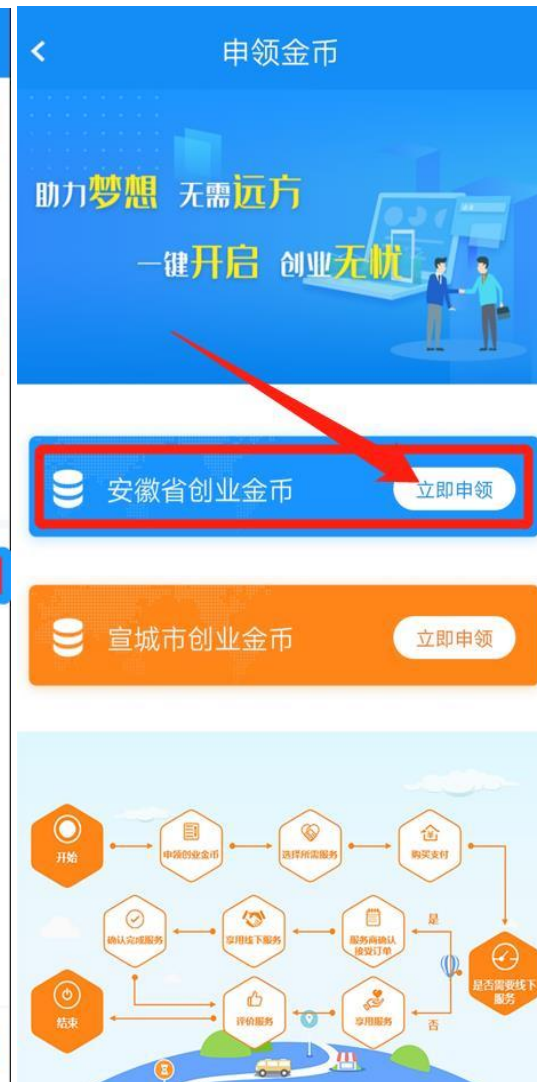 申领金币
助力梦想 无需远方
一键开启 创业无忧
安徽省创业金币
立即申领
宣城市创业金币
立即申领
开始
申领创业金币
选择所需服务
购买支付
确认完成服务
享用线下服务
服务商确认
接受订单
是
是否需要线下
服务
结束
评价服务
享用服务
否